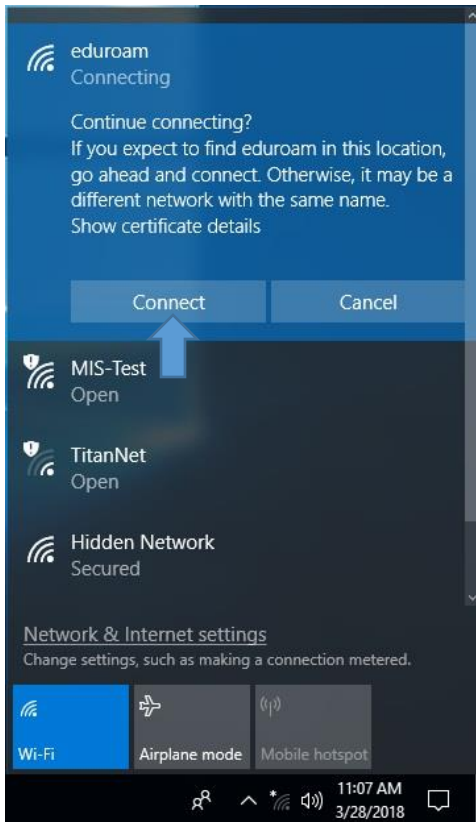 eduroam
Connecting
Continue connecting?
If you expect to find eduroam in this location,
go ahead and connect. Otherwise, it may be a
different network with the same name.
Show certificate details
Connect
Cancel
MIS-Test
Open
TitanNet
Open
Hidden Network
Secured
Network & Internet settings
Change settings, such as making a connection metered.
Wi-Fi
Airplane mode
Mobile hotspot
11:07 AM
3/28/2018